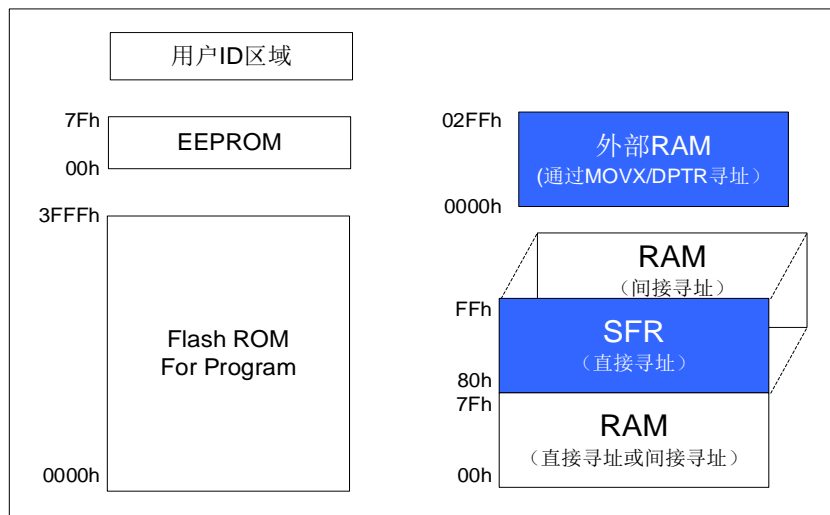 用户ID区域
7Fh
EEPROM
00h
3FFFh
Flash ROM
For Program
0000h
02FFh
外部RAM
(通过MOVX/DPTR寻址）
0000h
RAM
（间接寻址）
FFh
SFR
（直接寻址）
80h
7Fh
RAM
（直接寻址或间接寻址）
00h